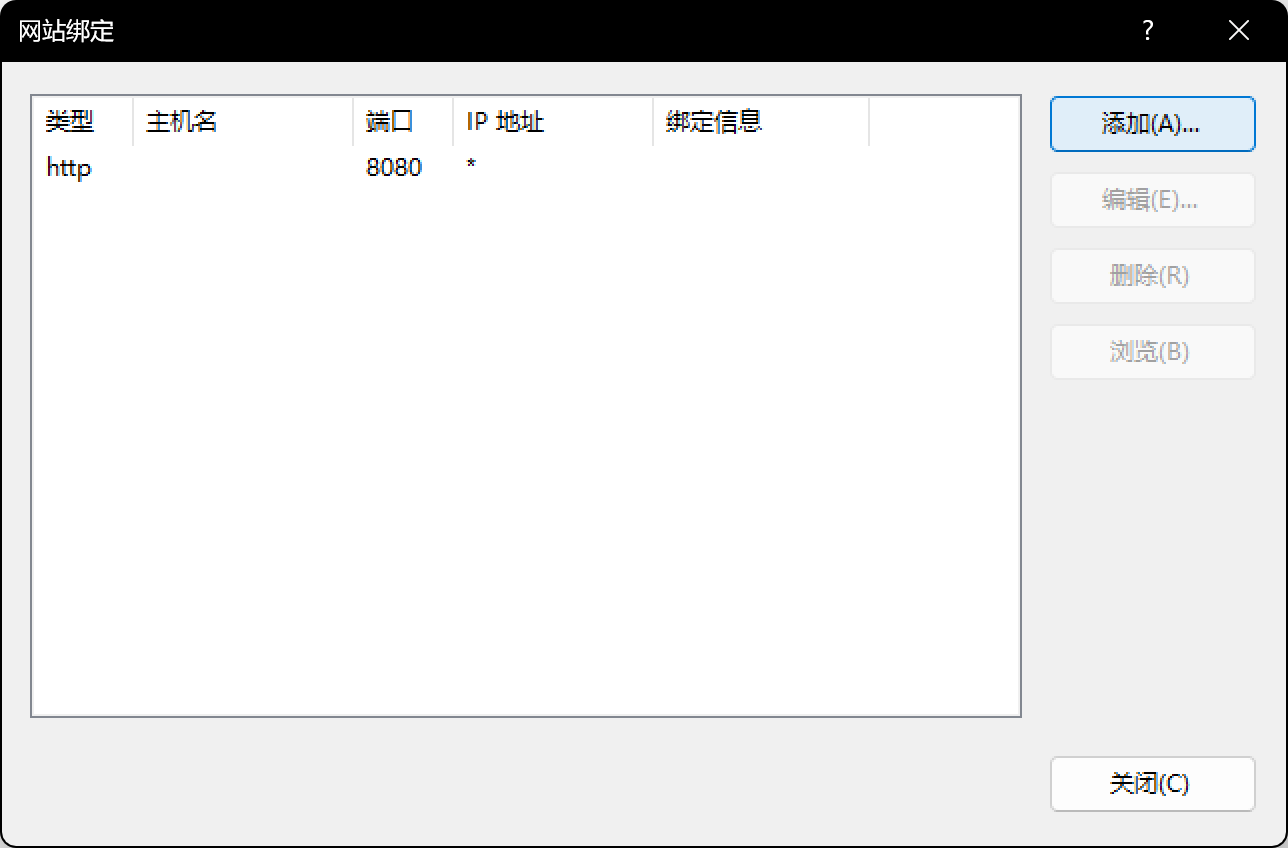 网站绑定 ?
类型 主机名 端口 IP 地址 绑定信息
http 8080 *
添加(A)...
编辑(E)...
删除(R)
浏览(B)
关闭(C)